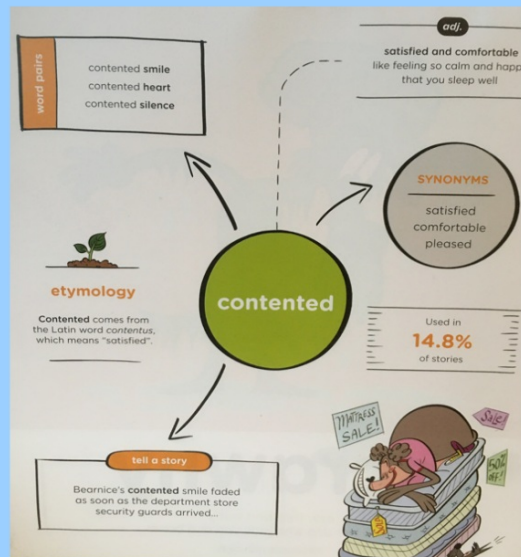 adj.
satisfied and comfortable
like feeling so calm and happ
that you sleep well
word pairs
contented smile
contented heart
contented silence
SYNONYMS
satisfied
comfortable
pleased
contented
etymology
Contented comes from
the Latin word contentus,
which means "satisfied".
Used in
14.8%
of stories
MATTRESS
SALE!
Sale!
50%
OFF!
tell a story
Bearnice's contented smile faded
as soon as the department store
security guards arrived...